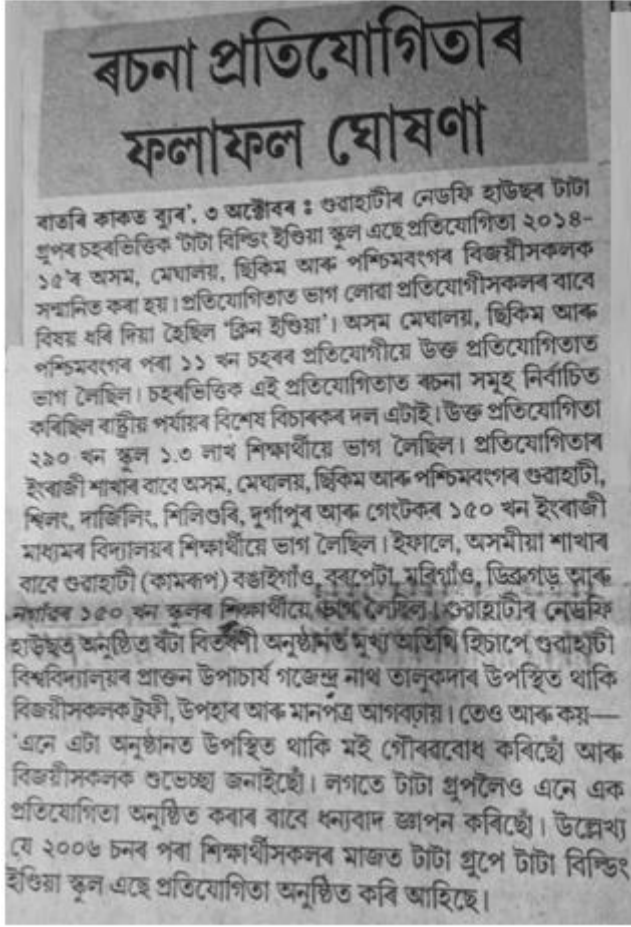 ৰচনা প্ৰতিযোগিতাৰ
ফলাফল ঘোষণা
বাতৰি কাকত ব্যুৰ', ৩ অক্টোবৰ : গুৱাহাটীৰ নেডফি হাউছৰ টাটা
গ্ৰুপৰ চহৰভিত্তিক 'টাটা বিল্ডিং ইণ্ডিয়া স্কুল এছে প্ৰতিযোগিতা ২০১৪-
১৫'ৰ অসম, মেঘালয়, ছিকিম আৰু পশ্চিমবংগৰ বিজয়ীসকলক
সন্মানিত কৰা হয়। প্ৰতিযোগিতাত ভাগ লোৱা প্ৰতিযোগীসকলৰ বাবে
বিষয় ধৰি দিয়া হৈছিল 'ক্লিন ইণ্ডিয়া'। অসম মেঘালয়, ছিকিম আৰু
পশ্চিমবংগৰ পৰা ১১ খন চহৰৰ প্ৰতিযোগীয়ে উক্ত প্ৰতিযোগিতাত
ভাগ লৈছিল। চহৰভিত্তিক এই প্ৰতিযোগিতাত ৰচনা সমূহ নিৰ্বাচিত
কৰিছিল ৰাষ্ট্ৰীয় পৰ্যায়ৰ বিশেষ বিচাৰকৰ দল এটাই। উক্ত প্ৰতিযোগিতা
২৯০ খন স্কুল ১.৩ লাখ শিক্ষাৰ্থীয়ে ভাগ লৈছিল। প্ৰতিযোগিতাৰ
ইংৰাজী শাখাৰ বাবে অসম, মেঘালয়, ছিকিম আৰু পশ্চিমবংগৰ গুৱাহাটী,
শ্বিলং, দাৰ্জিলিং, শিলিগুৰি, দুৰ্গাপুৰ আৰু গেংটকৰ ১৫০ খন ইংৰাজী
মাধ্যমৰ বিদ্যালয়ৰ শিক্ষাৰ্থীয়ে ভাগ লৈছিল। ইফালে, অসমীয়া শাখাৰ
বাবে গুৱাহাটী (কামৰূপ) বঙাইগাঁও, বৰপেটা, মৰিগাঁও, ডিব্ৰুগড় আৰু
নগাঁৱৰ ১৫০ খন স্কুলৰ শিক্ষাৰ্থীয়ে ভাগ লৈছিল। গুৱাহাটীৰ নেডফি
হাউছত অনুষ্ঠিত বঁটা বিতৰণী অনুষ্ঠানত মুখ্য অতিথি হিচাপে গুৱাহাটী
বিশ্ববিদ্যালয়ৰ প্ৰাক্তন উপাচাৰ্য গজেন্দ্ৰ নাথ তালুকদাৰ উপস্থিত থাকি
বিজয়ীসকলক ট্ৰফী, উপহাৰ আৰু মানপত্ৰ আগবঢ়ায়। তেও আৰু কয়—
'এনে এটা অনুষ্ঠানত উপস্থিত থাকি মই গৌৰৱবোধ কৰিছোঁ আৰু
বিজয়ীসকলক শুভেচ্ছা জনাইছোঁ। লগতে টাটা গ্ৰুপলৈও এনে এক
প্ৰতিযোগিতা অনুষ্ঠিত কৰাৰ বাবে ধন্যবাদ জ্ঞাপন কৰিছোঁ। উল্লেখ্য
যে ২০০৬ চনৰ পৰা শিক্ষাৰ্থীসকলৰ মাজত টাটা গ্ৰুপে টাটা বিল্ডিং
ইণ্ডিয়া স্কুল এছে প্ৰতিযোগিতা অনুষ্ঠিত কৰি আহিছে।